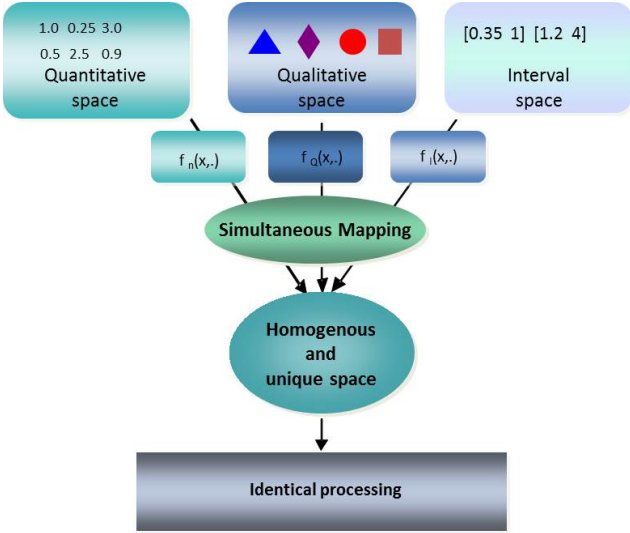 1.0 0.25 3.0
0.5 2.5 0.9
Quantitative
space
Qualitative
space
[0.35 1] [1.2 4]
Interval
space
f n(x,.)
f Q(x,.)
f I(x,.)
Simultaneous Mapping
Homogenous
and
unique space
Identical processing